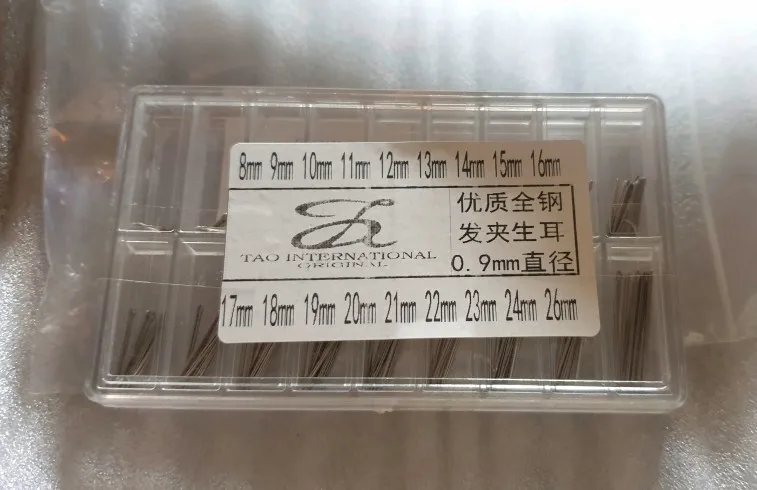 8mm 9mm 10mm 11mm 12mm 13mm 14mm 15mm 16mm
TAO INTERNATIONAL
ORIGINAL
优质全钢
发夹生耳
0.9mm直径
17mm 18mm 19mm 20mm 21mm 22mm 23mm 24mm 26mm